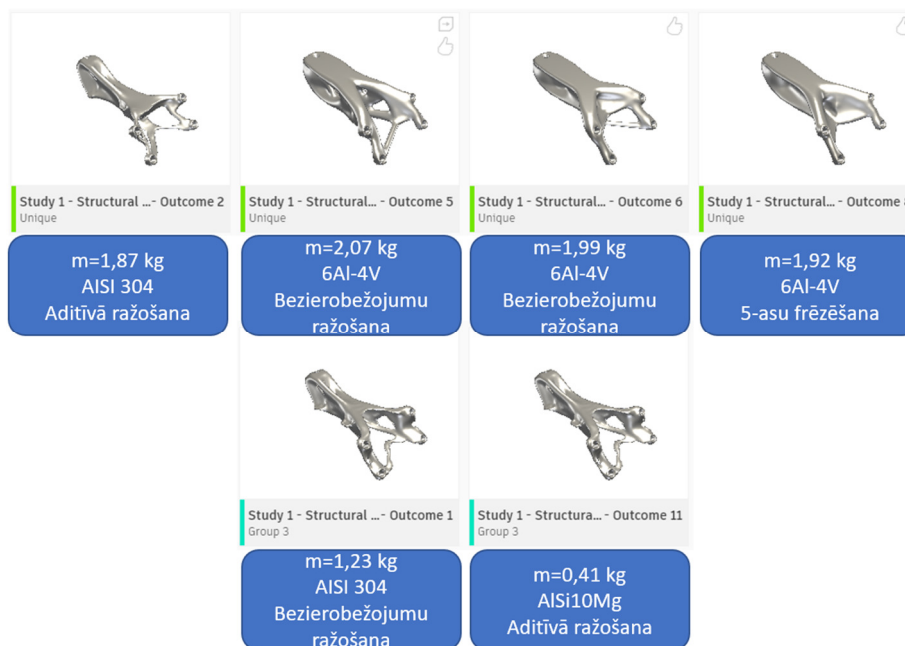 Study 1 - Structural ...- Outcome 2
Unique
Study 1 - Structural... - Outcome 5
Unique
Study 1 - Structural... - Outcome 6
Unique
Study 1 - Structural... - Outcome
Unique
m=1,87 kg
AISI 304
Aditīvā ražošana
m=2,07 kg
6Al-4V
Bezierobežojumu
ražošana
m=1,99 kg
6Al-4V
Bezierobežojumu
ražošana
m=1,92 kg
6Al-4V
5-asu frēzēšana
Study 1 - Structural ...- Outcome 1
Group 3
Study 1 - Structura... - Outcome 11
Group 3
m=1,23 kg
AISI 304
Bezierobežojumu
ražošana
m=0,41 kg
AlSi10Mg
Aditīvā ražošana